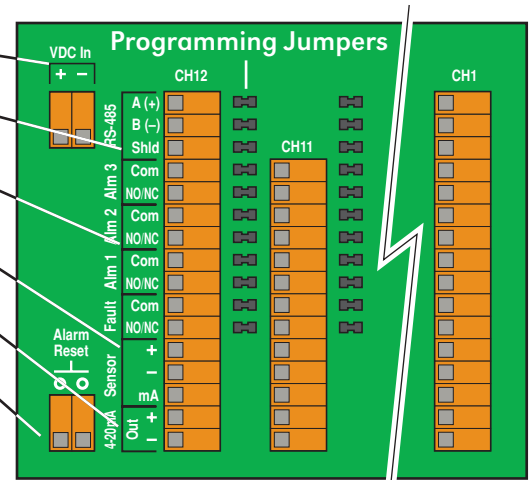 Programming Jumpers
VDC In
+ −
CH12
CH11
CH1
RS-485
A (+)
B (–)
Shld
Alm 3
Com
NO/NC
Alm 2
Com
NO/NC
Alm 1
Com
NO/NC
Fault
Com
NO/NC
Alarm
Reset
Sensor
+
−
mA
4-20mA
Out
+
−